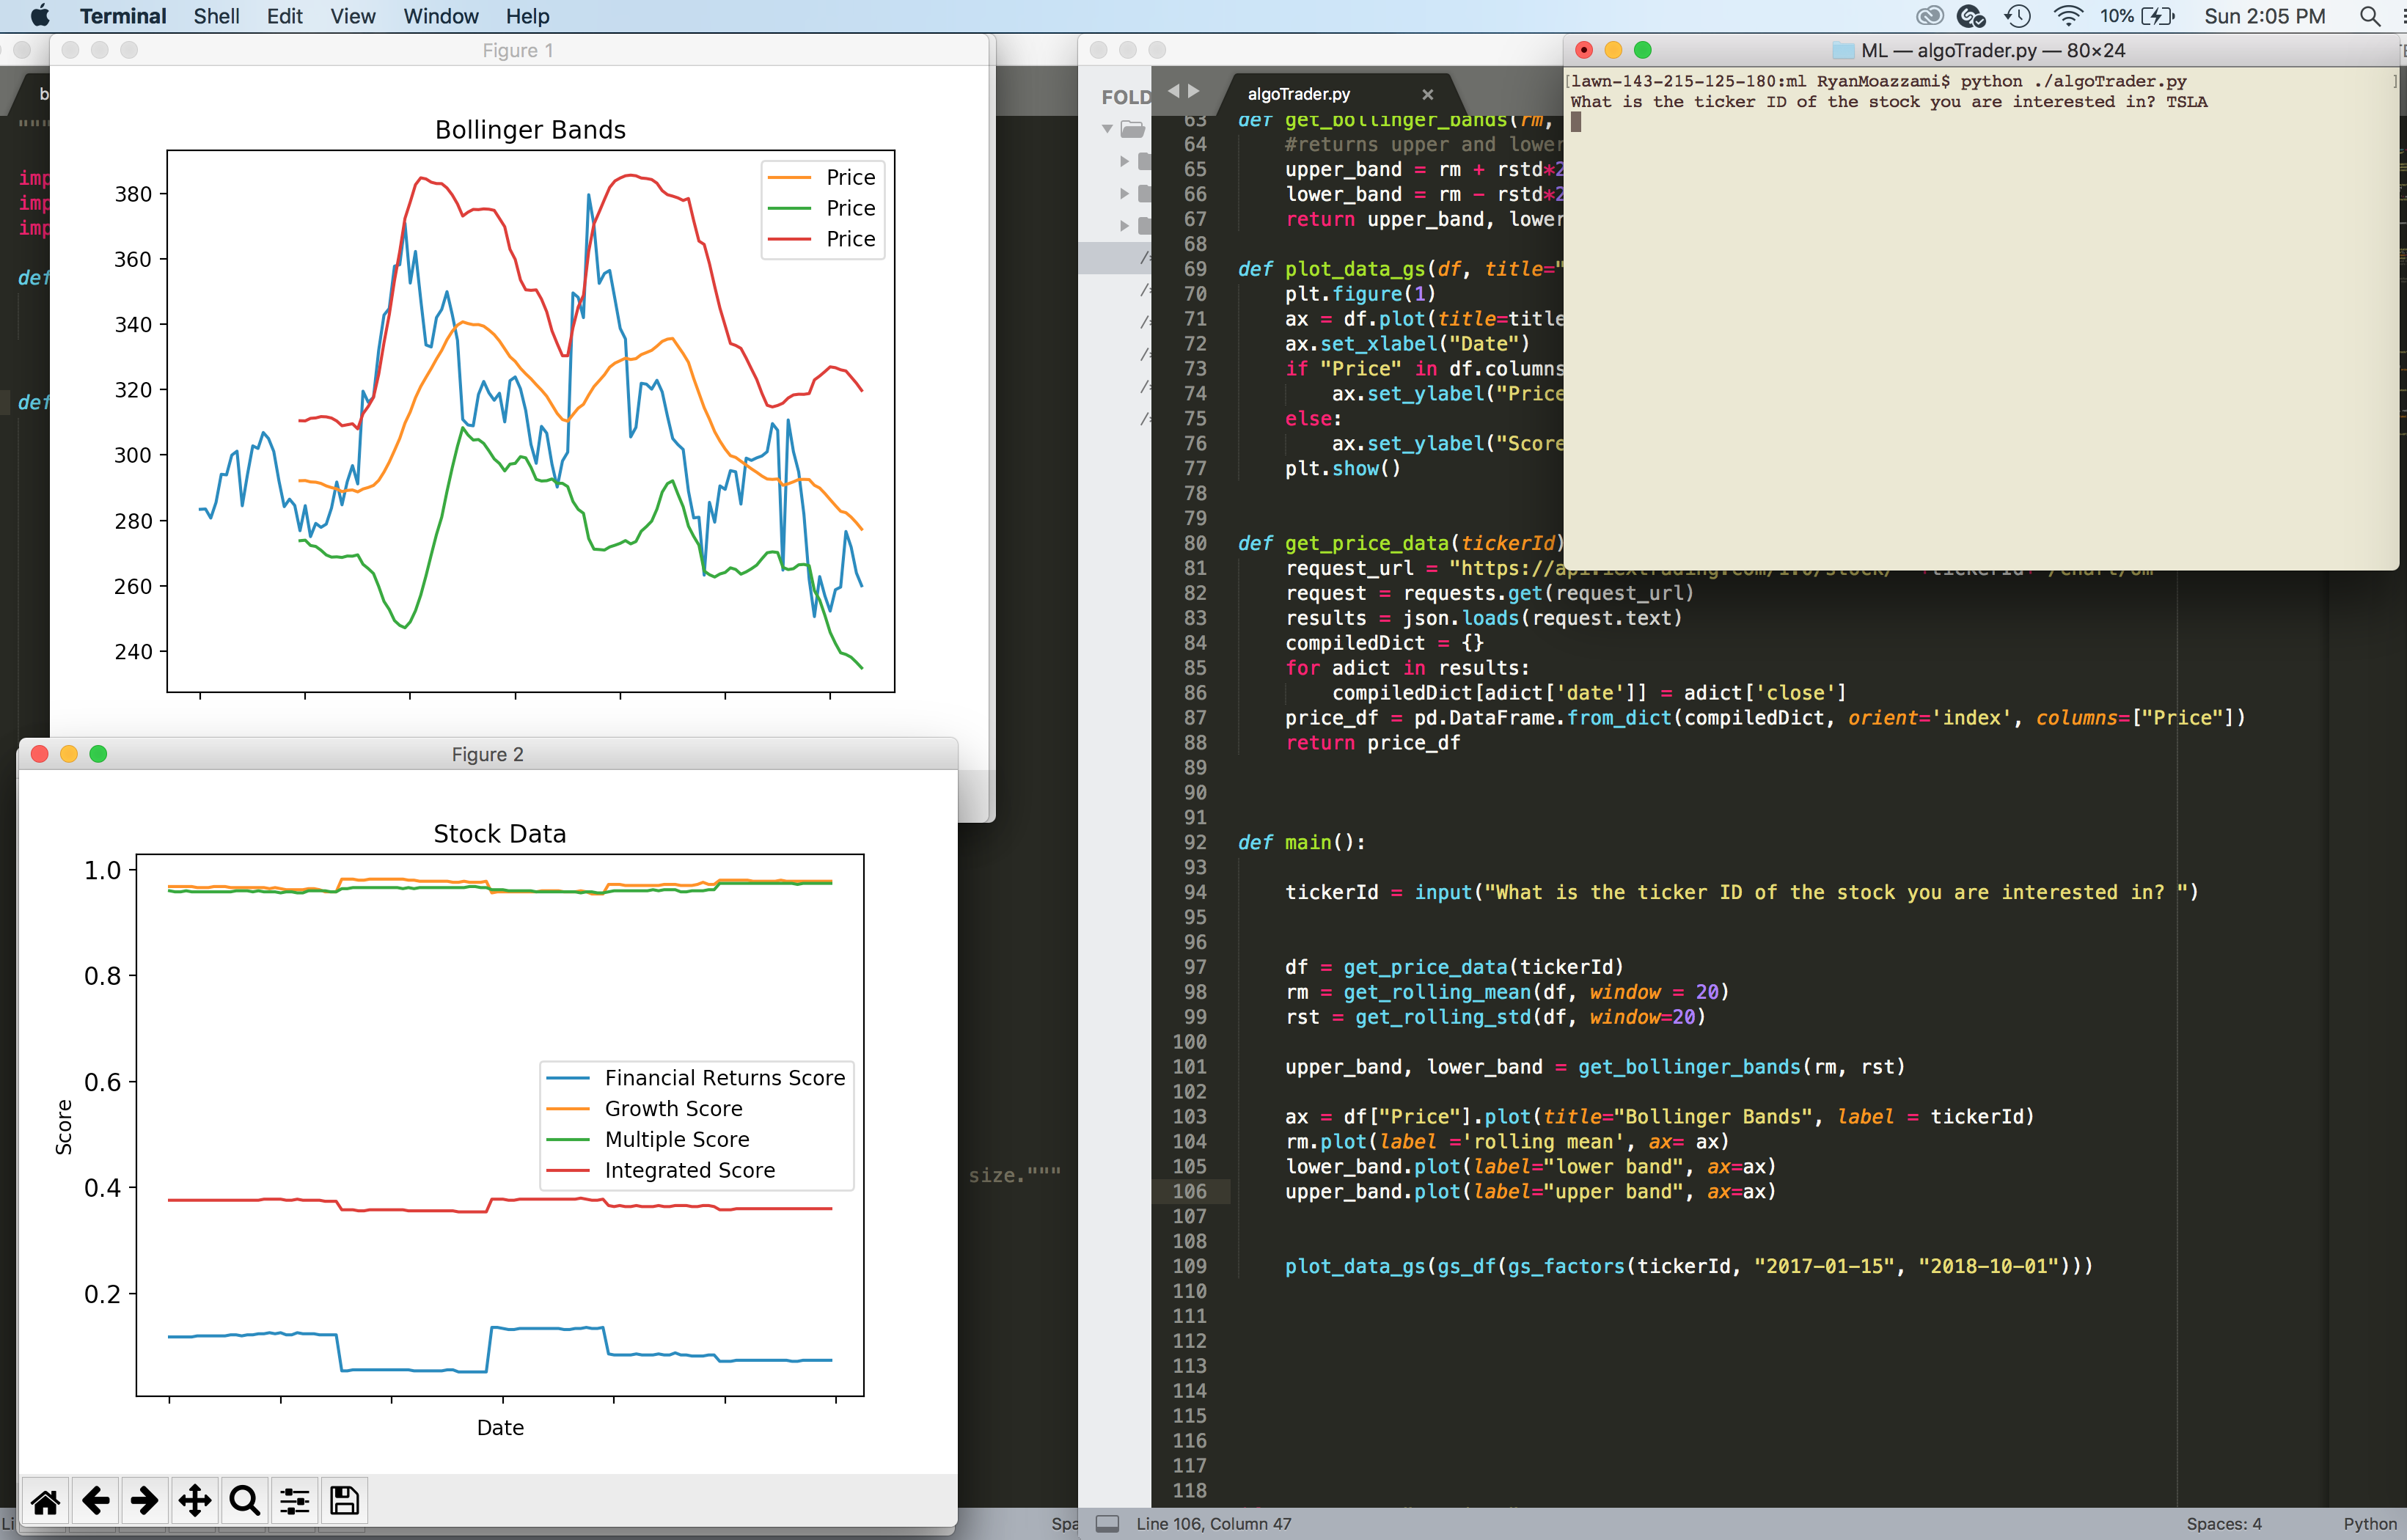 Terminal Shell Edit View Window Help 10% Sun 2:05 PM
Figure 1
Bollinger Bands
Price
Price
Price
380
360
340
320
300
280
260
240
b
"""
imp
imp
imp
def
def
Figure 2
Stock Data
1.0
0.8
0.6
0.4
0.2
Score
Financial Returns Score
Growth Score
Multiple Score
Integrated Score
Date
size."""
Li
Spa
FOLD
algoTrader.py
63 def get_bollinger_bands(rm,
64 #returns upper and lower
65 upper_band = rm + rstd*2
66 lower_band = rm - rstd*2
67 return upper_band, lower
68
69 def plot_data_gs(df, title="
70 plt.figure(1)
71 ax = df.plot(title=title
72 ax.set_xlabel("Date")
73 if "Price" in df.columns
74 ax.set_ylabel("Price
75 else:
76 ax.set_ylabel("Score
77 plt.show()
78
79
80 def get_price_data(tickerId)
81 request_url = "https://api.iextrading.com/1.0/stock/
82 request = requests.get(request_url)
83 results = json.loads(request.text)
84 compiledDict = {}
85 for adict in results:
86 compiledDict[adict['date']] = adict['close']
87 price_df = pd.DataFrame.from_dict(compiledDict, orient='index', columns=["Price"])
88 return price_df
89
90
91
92 def main():
93
94 tickerId = input("What is the ticker ID of the stock you are interested in? ")
95
96
97 df = get_price_data(tickerId)
98 rm = get_rolling_mean(df, window = 20)
99 rst = get_rolling_std(df, window=20)
100
101 upper_band, lower_band = get_bollinger_bands(rm, rst)
102
103 ax = df["Price"].plot(title="Bollinger Bands", label = tickerId)
104 rm.plot(label ='rolling mean', ax= ax)
105 lower_band.plot(label="lower band", ax=ax)
106 upper_band.plot(label="upper band", ax=ax)
107
108
109 plot_data_gs(gs_df(gs_factors(tickerId, "2017-01-15", "2018-10-01")))
110
111
112
113
114
115
116
117
118
Line 106, Column 47 Spaces: 4 Python
ML — algoTrader.py — 80×24
[lawn-143-215-125-180:ml RyanMoazzami$ python ./algoTrader.py ]
What is the ticker ID of the stock you are interested in? TSLA